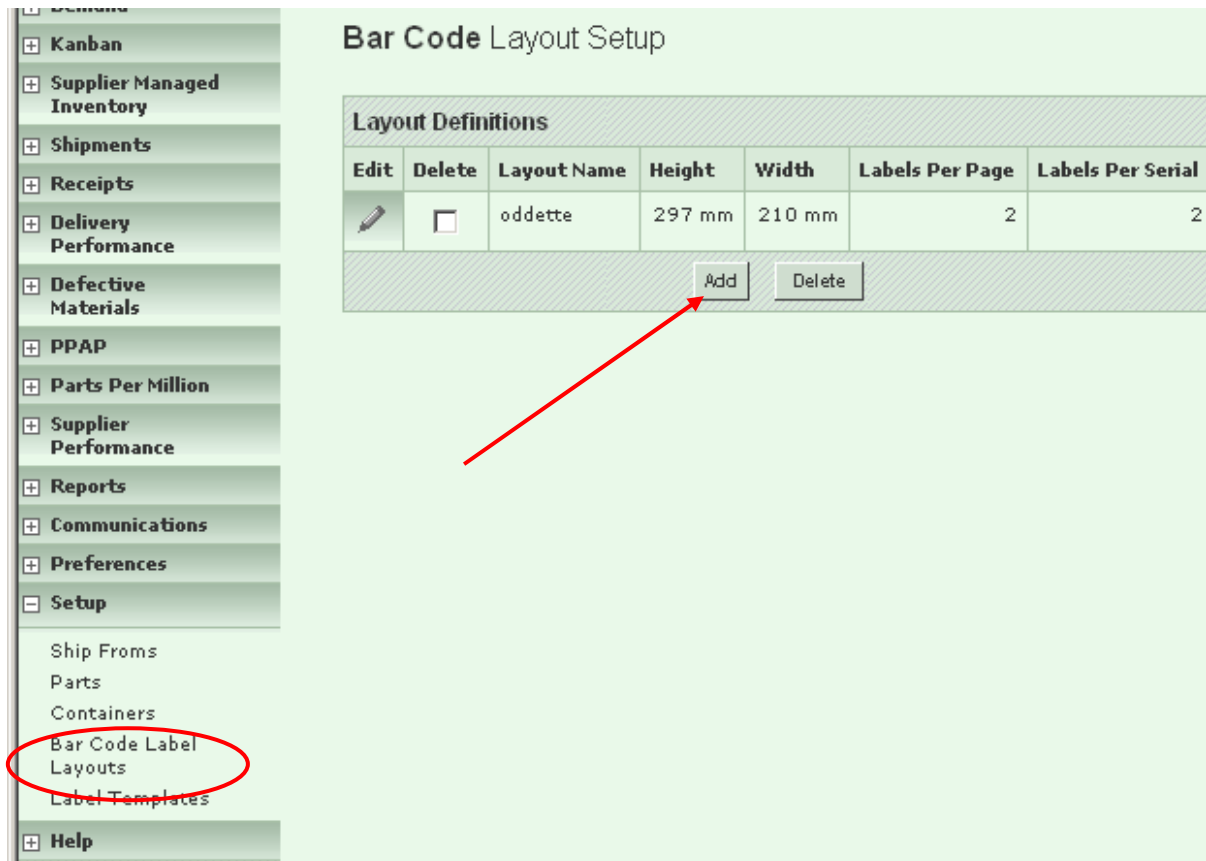 Demand
Kanban
Supplier Managed
Inventory
Shipments
Receipts
Delivery
Performance
Defective
Materials
PPAP
Parts Per Million
Supplier
Performance
Reports
Communications
Preferences
Setup
Ship Froms
Parts
Containers
Bar Code Label
Layouts
Label Templates
Help
Bar Code Layout Setup
Layout Definitions
Edit Delete Layout Name Height Width Labels Per Page Labels Per Serial
oddette 297 mm 210 mm 2 2
Add Delete